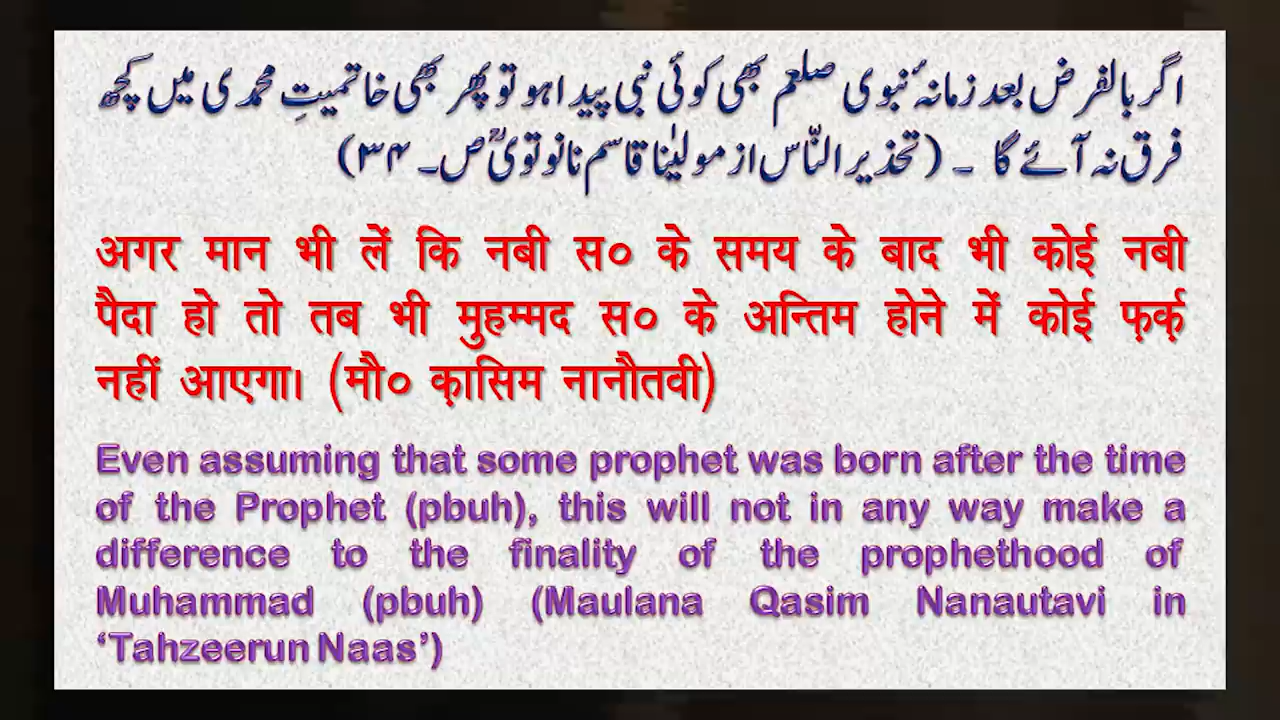 اگر بالفرض بعد زمانۂ نبوی صلعم بھی کوئی نبی پیدا ہو تو پھر بھی خاتمیتِ محمدی میں کچھ
فرق نہ آئے گا ۔ (تحذیر النّاس از مولیٰنا قاسم نانوتویؒ ص۔ ۳۴)
अगर मान भी लें कि नबी स० के समय के बाद भी कोई नबी
पैदा हो तो तब भी मुहम्मद स० के अन्तिम होने में कोई फ़र्क़
नहीं आएगा। (मौ० क़ासिम नानौतवी)
Even assuming that some prophet was born after the time
of the Prophet (pbuh), this will not in any way make a
difference to the finality of the prophethood of
Muhammad (pbuh) (Maulana Qasim Nanautavi in
‘Tahzeerun Naas’)